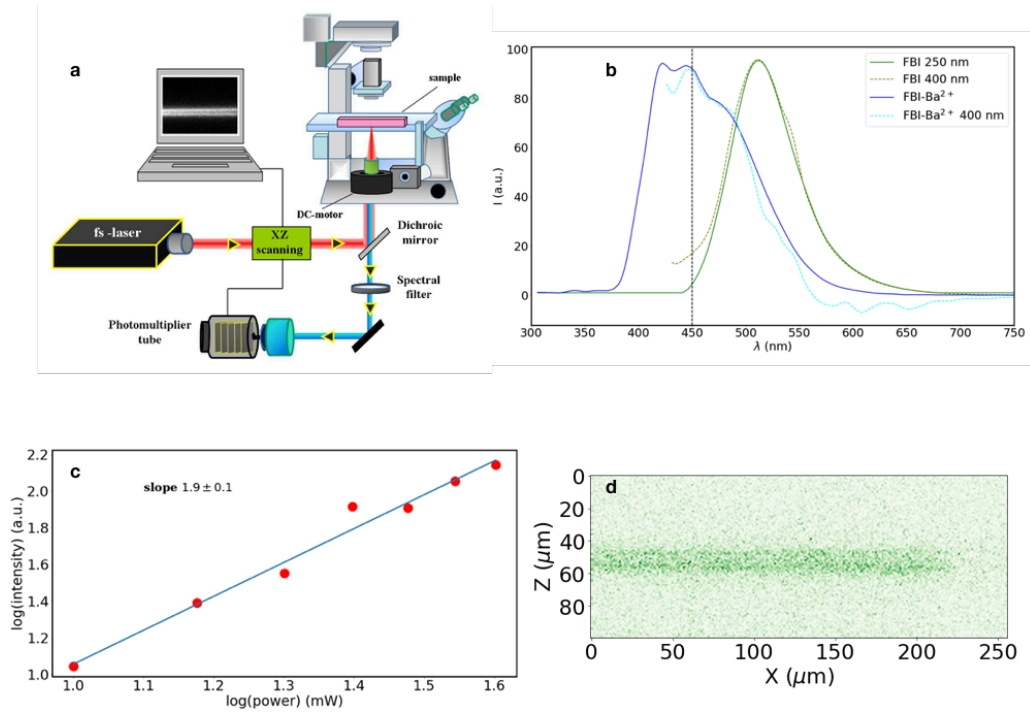 a
sample
DC-motor
fs -laser
XZ
scanning
Dichroic
mirror
Spectral
filter
Photomultiplier
tube
b
FBI 250 nm
FBI 400 nm
FBI-Ba²⁺
FBI-Ba²⁺ 400 nm
I (a.u.)
100
80
60
40
20
0
300 350 400 450 500 550 600 650 700 750
λ (nm)
c
slope 1.9 ± 0.1
log(intensity) (a.u.)
2.2
2.0
1.8
1.6
1.4
1.2
1.0
1.0 1.1 1.2 1.3 1.4 1.5 1.6
log(power) (mW)
d
Z (μm)
0
20
40
60
80
0 50 100 150 200 250
X (μm)